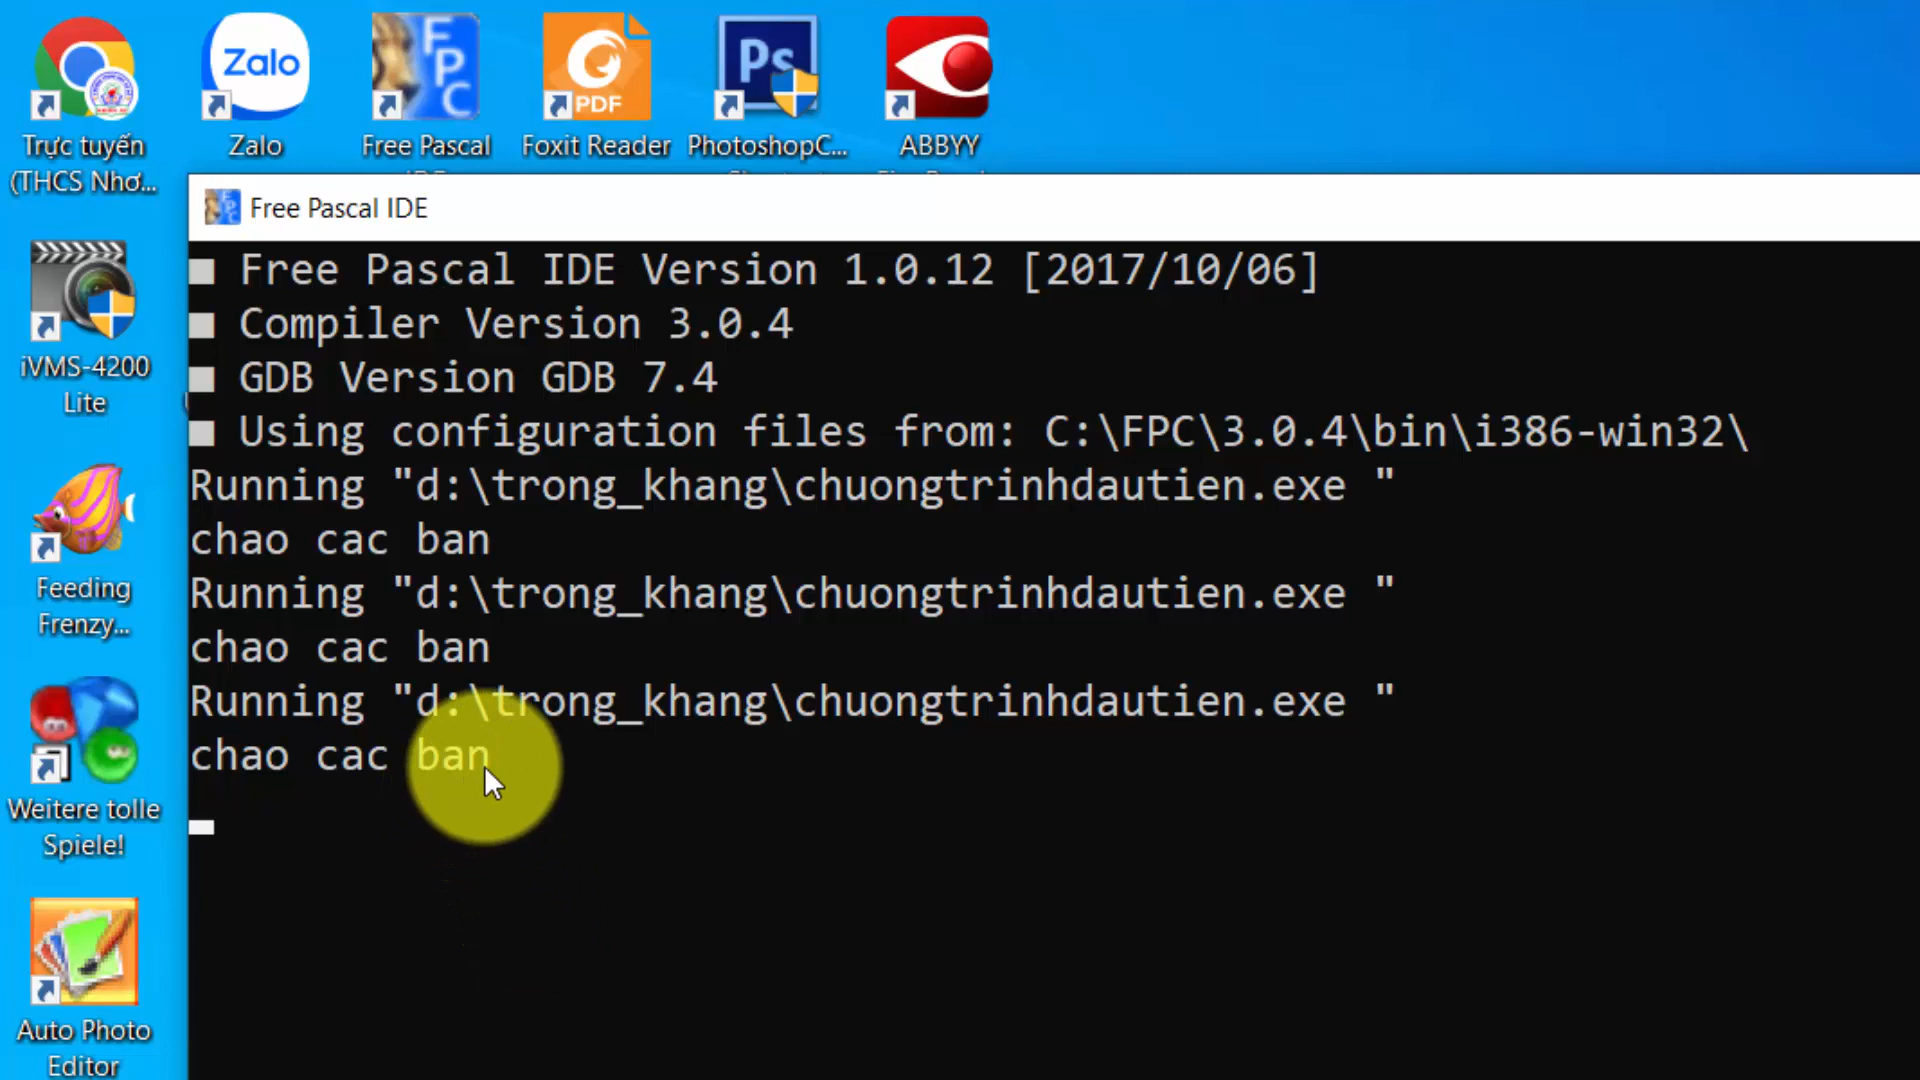 Zalo
F
P
C
PDF
Ps
Trực tuyến
(THCS Nhơ...
Zalo
Free Pascal
Foxit Reader
PhotoshopC...
ABBYY
Free Pascal IDE
Free Pascal IDE Version 1.0.12 [2017/10/06]
Compiler Version 3.0.4
GDB Version GDB 7.4
Using configuration files from: C:\FPC\3.0.4\bin\i386-win32\
Running "d:\trong_khang\chuongtrinhdautien.exe "
chao cac ban
Running "d:\trong_khang\chuongtrinhdautien.exe "
chao cac ban
Running "d:\trong_khang\chuongtrinhdautien.exe "
chao cac ban
iVMS-4200
Lite
Feeding
Frenzy...
Weitere tolle
Spiele!
Auto Photo
Editor